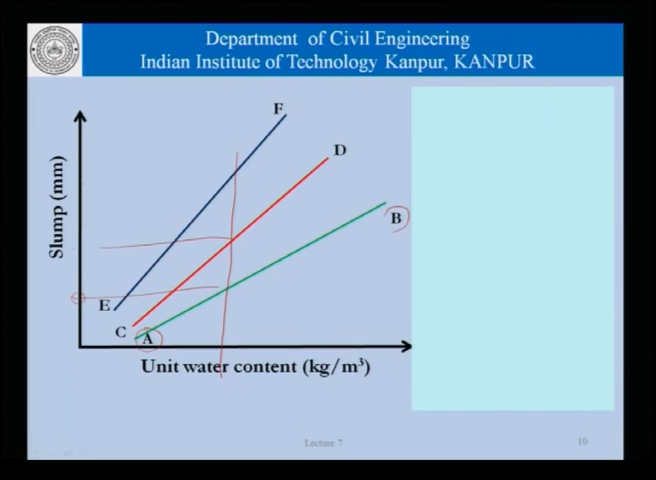 Department of Civil Engineering
Indian Institute of Technology Kanpur, KANPUR
F
D
B
E
C
A
Slump (mm)
Unit water content (kg/m³)
Lecture 7
10